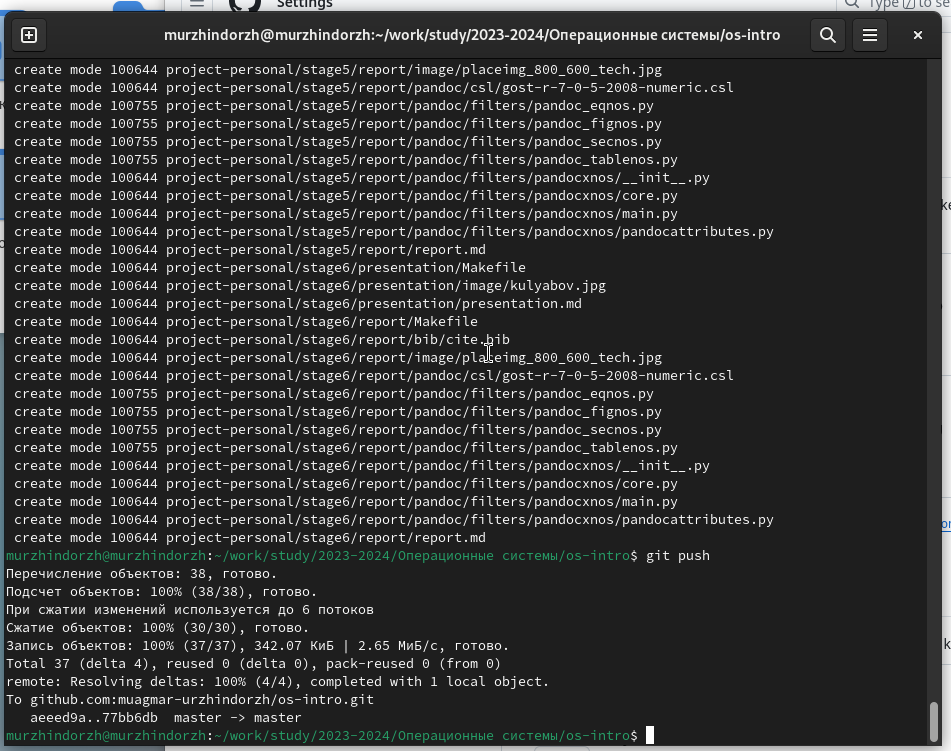 Settings
Type / to se
murzhindorzh@murzhindorzh:~/work/study/2023-2024/Операционные системы/os-intro
create mode 100644 project-personal/stage5/report/image/placeimg_800_600_tech.jpg
create mode 100644 project-personal/stage5/report/pandoc/csl/gost-r-7-0-5-2008-numeric.csl
create mode 100755 project-personal/stage5/report/pandoc/filters/pandoc_eqnos.py
create mode 100755 project-personal/stage5/report/pandoc/filters/pandoc_fignos.py
create mode 100755 project-personal/stage5/report/pandoc/filters/pandoc_secnos.py
create mode 100755 project-personal/stage5/report/pandoc/filters/pandoc_tablenos.py
create mode 100644 project-personal/stage5/report/pandoc/filters/pandocxnos/__init__.py
create mode 100644 project-personal/stage5/report/pandoc/filters/pandocxnos/core.py
create mode 100644 project-personal/stage5/report/pandoc/filters/pandocxnos/main.py
create mode 100644 project-personal/stage5/report/pandoc/filters/pandocxnos/pandocattributes.py
create mode 100644 project-personal/stage5/report/report.md
create mode 100644 project-personal/stage6/presentation/Makefile
create mode 100644 project-personal/stage6/presentation/image/kulyabov.jpg
create mode 100644 project-personal/stage6/presentation/presentation.md
create mode 100644 project-personal/stage6/report/Makefile
create mode 100644 project-personal/stage6/report/bib/cite.bib
create mode 100644 project-personal/stage6/report/image/placeimg_800_600_tech.jpg
create mode 100644 project-personal/stage6/report/pandoc/csl/gost-r-7-0-5-2008-numeric.csl
create mode 100755 project-personal/stage6/report/pandoc/filters/pandoc_eqnos.py
create mode 100755 project-personal/stage6/report/pandoc/filters/pandoc_fignos.py
create mode 100755 project-personal/stage6/report/pandoc/filters/pandoc_secnos.py
create mode 100755 project-personal/stage6/report/pandoc/filters/pandoc_tablenos.py
create mode 100644 project-personal/stage6/report/pandoc/filters/pandocxnos/__init__.py
create mode 100644 project-personal/stage6/report/pandoc/filters/pandocxnos/core.py
create mode 100644 project-personal/stage6/report/pandoc/filters/pandocxnos/main.py
create mode 100644 project-personal/stage6/report/pandoc/filters/pandocxnos/pandocattributes.py
create mode 100644 project-personal/stage6/report/report.md
murzhindorzh@murzhindorzh:~/work/study/2023-2024/Операционные системы/os-intro$ git push
Перечисление объектов: 38, готово.
Подсчет объектов: 100% (38/38), готово.
При сжатии изменений используется до 6 потоков
Сжатие объектов: 100% (30/30), готово.
Запись объектов: 100% (37/37), 342.07 КиБ | 2.65 МиБ/с, готово.
Total 37 (delta 4), reused 0 (delta 0), pack-reused 0 (from 0)
remote: Resolving deltas: 100% (4/4), completed with 1 local object.
To github.com:muagmar-urzhindorzh/os-intro.git
aeeed9a..77bb6db master -> master
murzhindorzh@murzhindorzh:~/work/study/2023-2024/Операционные системы/os-intro$